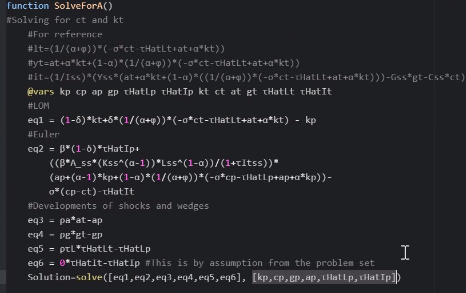 function SolveForA()
#Solving for ct and kt
#For reference
#lt=(1/(α+φ))*(-σ*ct-τHatLt+at+α*kt))
#yt=at+α*kt+(1-α)*(1/(α+φ))*(-σ*ct-τHatLt+at+α*kt))
#it=(1/Iss)*(Yss*(at+α*kt+(1-α)*((1/(α+φ))*(-σ*ct-τHatLt+at+α*kt)))-Gss*gt-Css*ct)
@vars kp cp ap gp τHatLp τHatIp kt ct at gt τHatLt τHatIt
#LOM
eq1 = (1-δ)*kt+δ*(1/(α+φ))*(-σ*ct-τHatLt+at+α*kt) - kp
#Euler
eq2 = β*(1-δ)*τHatIp+
((β*A_ss*(Kss^(α-1))*Lss^(1-α))/(1+τItss))*
(ap+(α-1)*kp+(1-α)*(1/(α+φ))*(-σ*cp-τHatLp+ap+α*kp))-
σ*(cp-ct)-τHatIt
#Developments of shocks and wedges
eq3 = ρa*at-ap
eq4 = ρg*gt-gp
eq5 = ρτL*τHatLt-τHatLp
eq6 = 0*τHatIt-τHatIp #This is by assumption from the problem set
Solution=solve([eq1,eq2,eq3,eq4,eq5,eq6], [kp,cp,gp,ap,τHatLp,τHatIp])